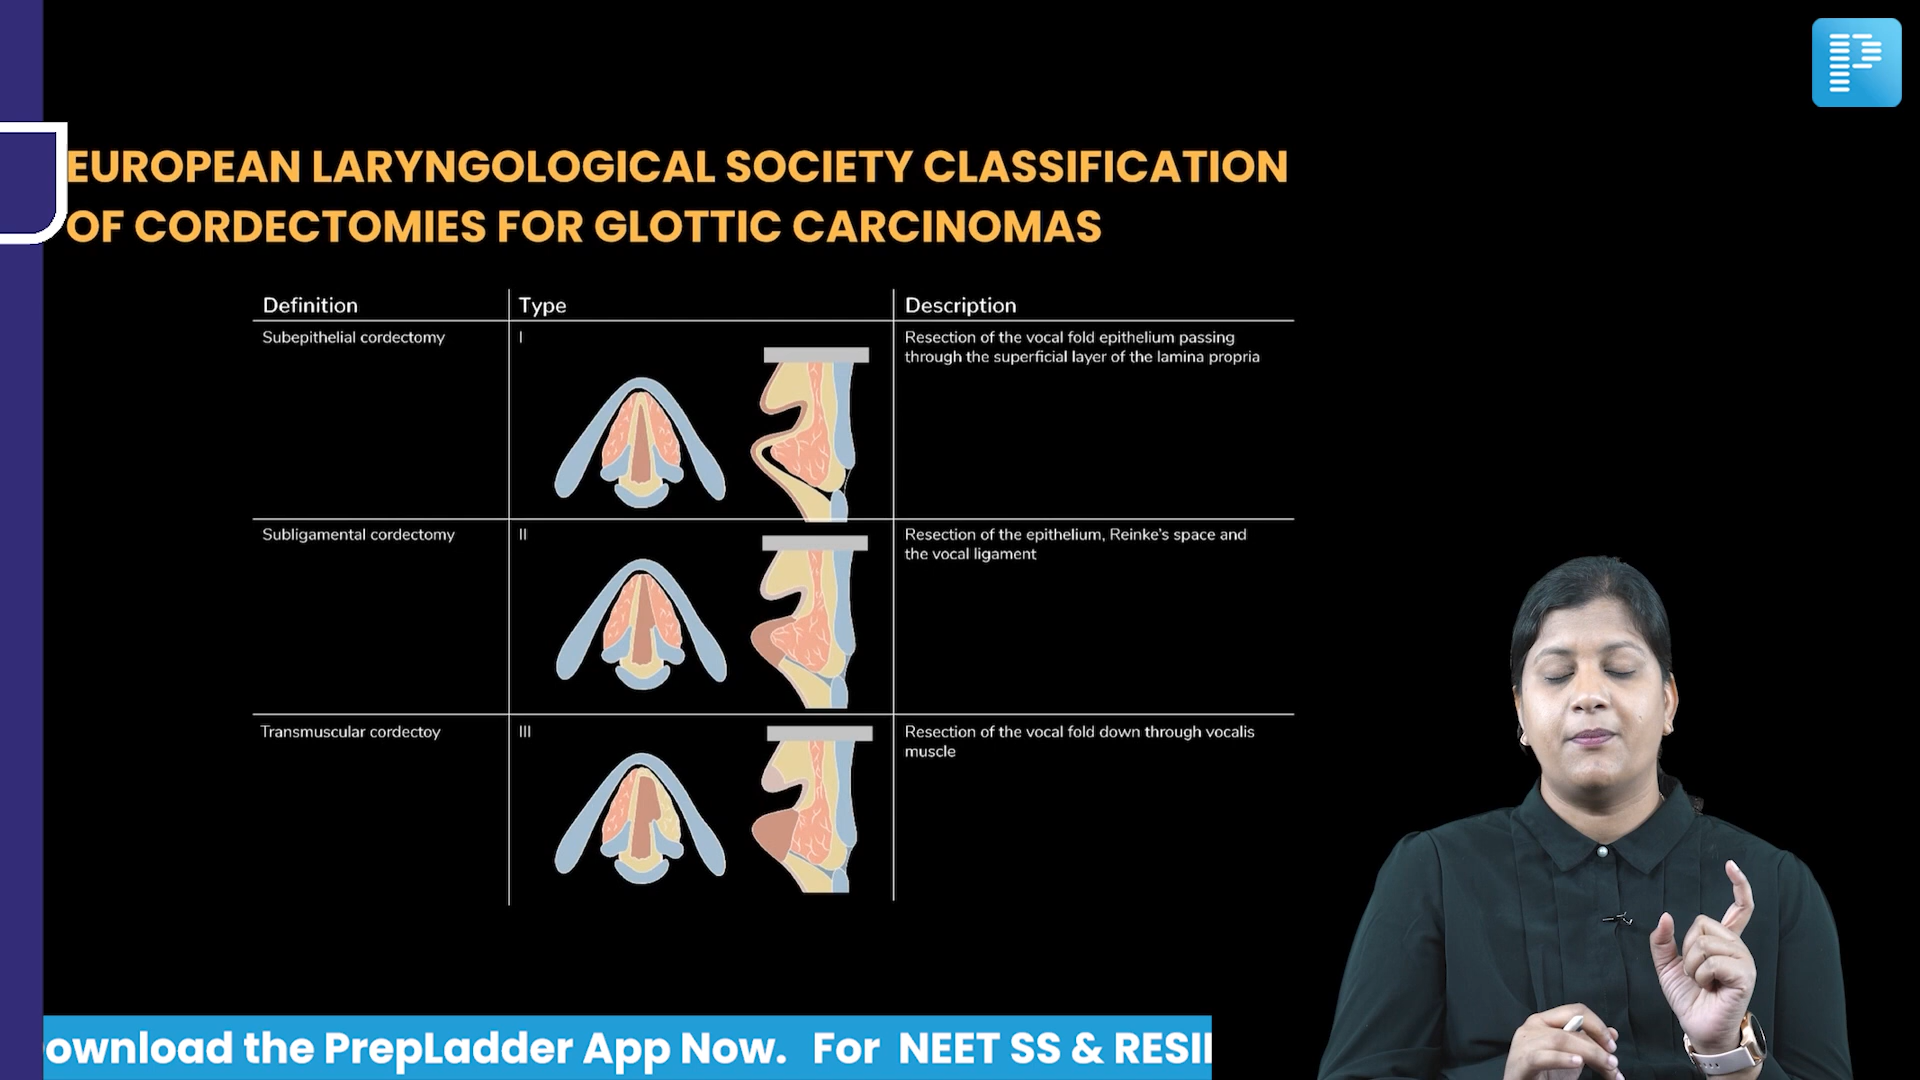 EUROPEAN LARYNGOLOGICAL SOCIETY CLASSIFICATION
OF CORDECTOMIES FOR GLOTTIC CARCINOMAS
Definition
Type
Description
Subepithelial cordectomy
I
Resection of the vocal fold epithelium passing
through the superficial layer of the lamina propria
Subligamental cordectomy
II
Resection of the epithelium, Reinke's space and
the vocal ligament
Transmuscular cordectoy
III
Resection of the vocal fold down through vocalis
muscle
ownload the PrepLadder App Now. For NEET SS & RESI